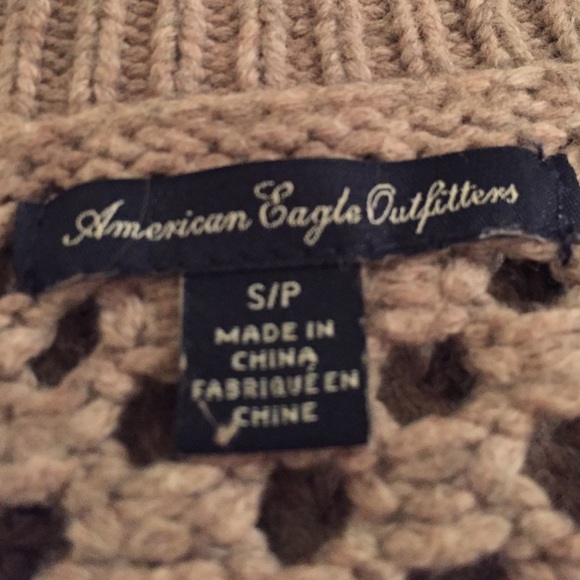 American Eagle Outfitters
S/P
MADE IN
CHINA
FABRIQUÉ EN
CHINE